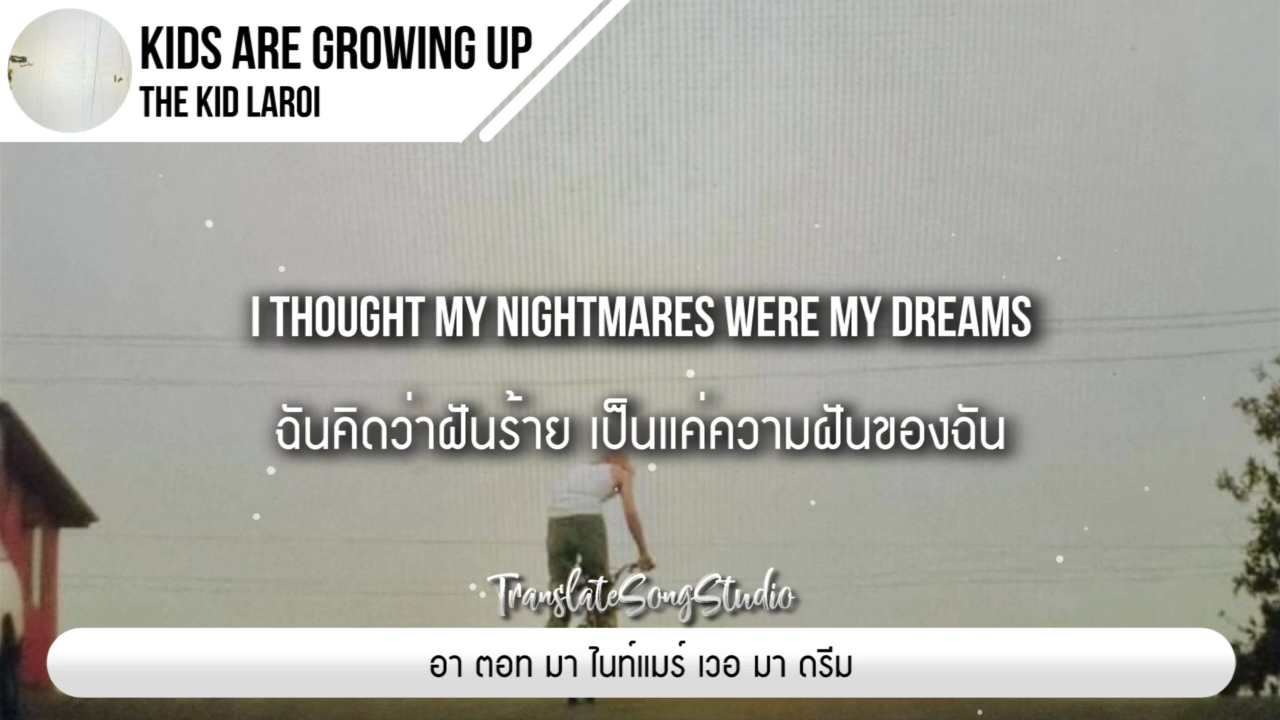 KIDS ARE GROWING UP
THE KID LAROI
I THOUGHT MY NIGHTMARES WERE MY DREAMS
ฉันคิดว่าฝันร้าย เป็นแค่ความฝันของฉัน
TranslateSongStudio
อา ตอท มา ไนท์แมร์ เวอ มา ดรีม